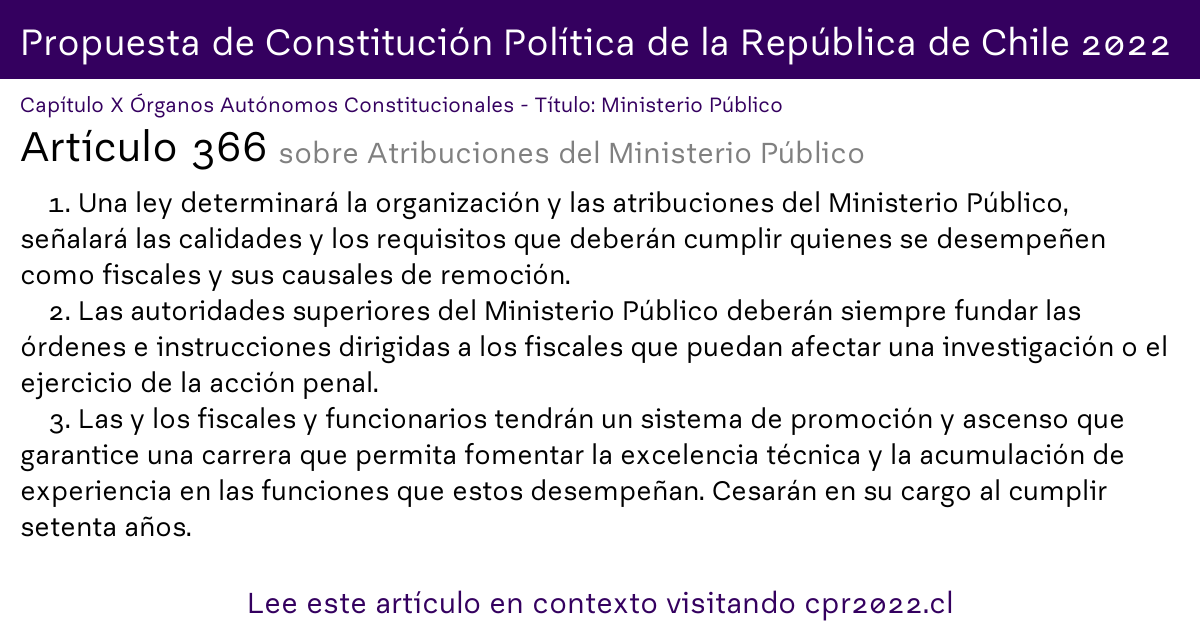 Propuesta de Constitución Política de la República de Chile 2022
Capítulo X Órganos Autónomos Constitucionales - Título: Ministerio Público
Artículo 366 sobre Atribuciones del Ministerio Público
1. Una ley determinará la organización y las atribuciones del Ministerio Público,
señalará las calidades y los requisitos que deberán cumplir quienes se desempeñen
como fiscales y sus causales de remoción.
2. Las autoridades superiores del Ministerio Público deberán siempre fundar las
órdenes e instrucciones dirigidas a los fiscales que puedan afectar una investigación o el
ejercicio de la acción penal.
3. Las y los fiscales y funcionarios tendrán un sistema de promoción y ascenso que
garantice una carrera que permita fomentar la excelencia técnica y la acumulación de
experiencia en las funciones que estos desempeñan. Cesarán en su cargo al cumplir
setenta años.
Lee este artículo en contexto visitando cpr2022.cl